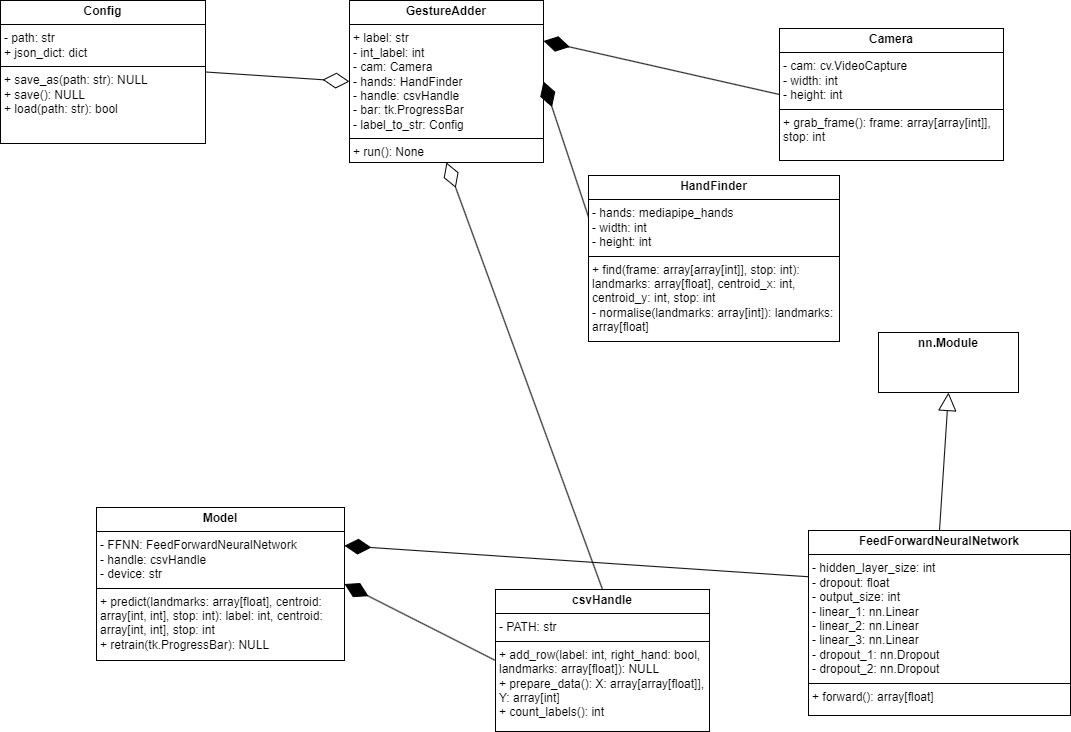 Config
- path: str
+ json_dict: dict
+ save_as(path: str): NULL
+ save(): NULL
+ load(path: str): bool
GestureAdder
+ label: str
- int_label: int
- cam: Camera
- hands: HandFinder
- handle: csvHandle
- bar: tk.ProgressBar
- label_to_str: Config
+ run(): None
Camera
- cam: cv.VideoCapture
- width: int
- height: int
+ grab_frame(): frame: array[array[int]],
stop: int
HandFinder
- hands: mediapipe_hands
- width: int
- height: int
+ find(frame: array[array[int]], stop: int):
landmarks: array[float], centroid_x: int,
centroid_y: int, stop: int
- normalise(landmarks: array[int]): landmarks:
array[float]
nn.Module
Model
- FFNN: FeedForwardNeuralNetwork
- handle: csvHandle
- device: str
+ predict(landmarks: array[float], centroid:
array[int, int], stop: int): label: int, centroid:
array[int, int], stop: int
+ retrain(tk.ProgressBar): NULL
csvHandle
- PATH: str
+ add_row(label: int, right_hand: bool,
landmarks: array[float]): NULL
+ prepare_data(): X: array[array[float]],
Y: array[int]
+ count_labels(): int
FeedForwardNeuralNetwork
- hidden_layer_size: int
- dropout: float
- output_size: int
- linear_1: nn.Linear
- linear_2: nn.Linear
- linear_3: nn.Linear
- dropout_1: nn.Dropout
- dropout_2: nn.Dropout
+ forward(): array[float]